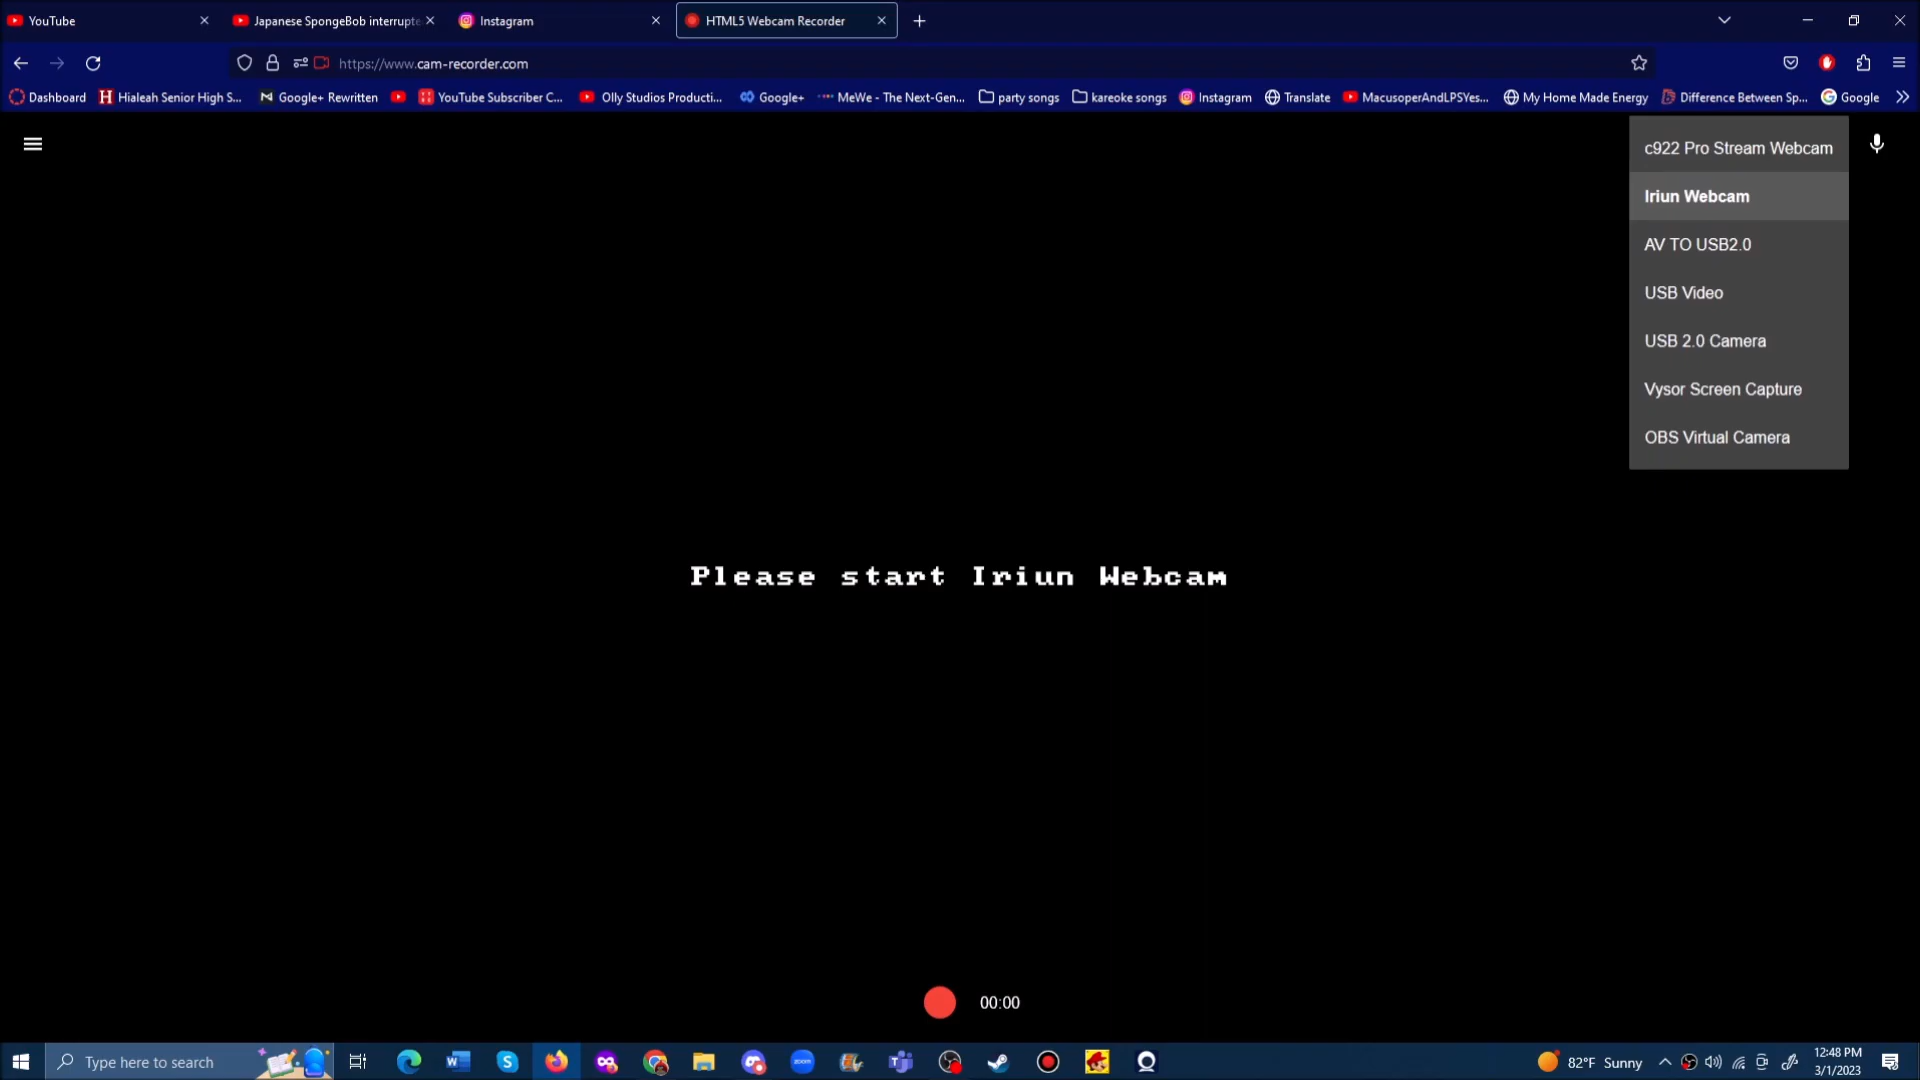 YouTube
Japanese SpongeBob interrupte
Instagram
HTML5 Webcam Recorder
https://www.cam-recorder.com
Dashboard
Hialeah Senior High S...
Google+ Rewritten
YouTube Subscriber C...
Olly Studios Producti...
Google+
MeWe - The Next-Gen...
party songs
kareoke songs
Instagram
Translate
MacusoperAndLPSYes...
My Home Made Energy
Difference Between Sp...
Google
c922 Pro Stream Webcam
Iriun Webcam
AV TO USB2.0
USB Video
USB 2.0 Camera
Vysor Screen Capture
OBS Virtual Camera
Please start Iriun Webcam
00:00
Type here to search
zoom
82°F Sunny
12:48 PM
3/1/2023